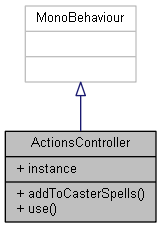 MonoBehaviour
ActionsController
+ instance
+ addToCasterSpells()
+ use()